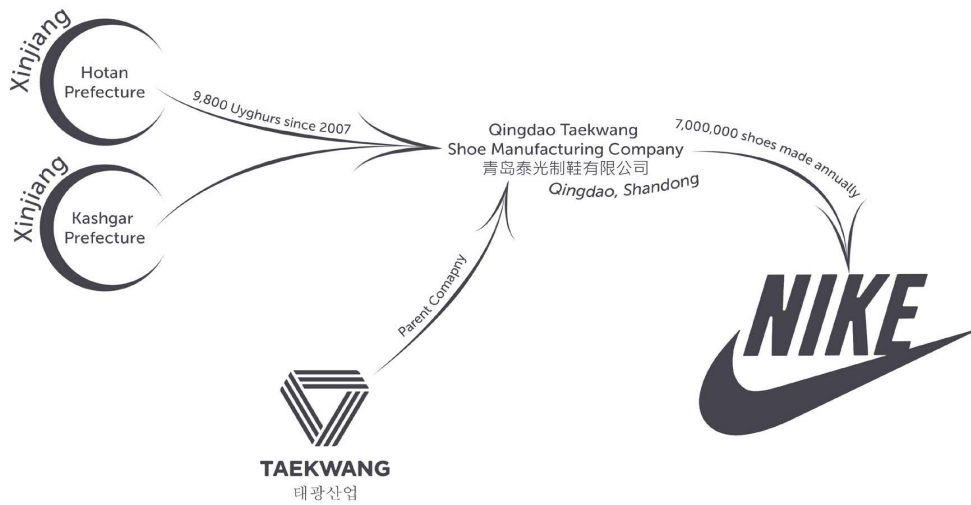 Xinjiang
Hotan
Prefecture
9,800 Uyghurs since 2007
Xinjiang
Kashgar
Prefecture
Qingdao Taekwang
Shoe Manufacturing Company
青岛泰光制鞋有限公司
Qingdao, Shandong
7,000,000 shoes made annually
Parent Comapny
TAEKWANG
태광산업
NIKE